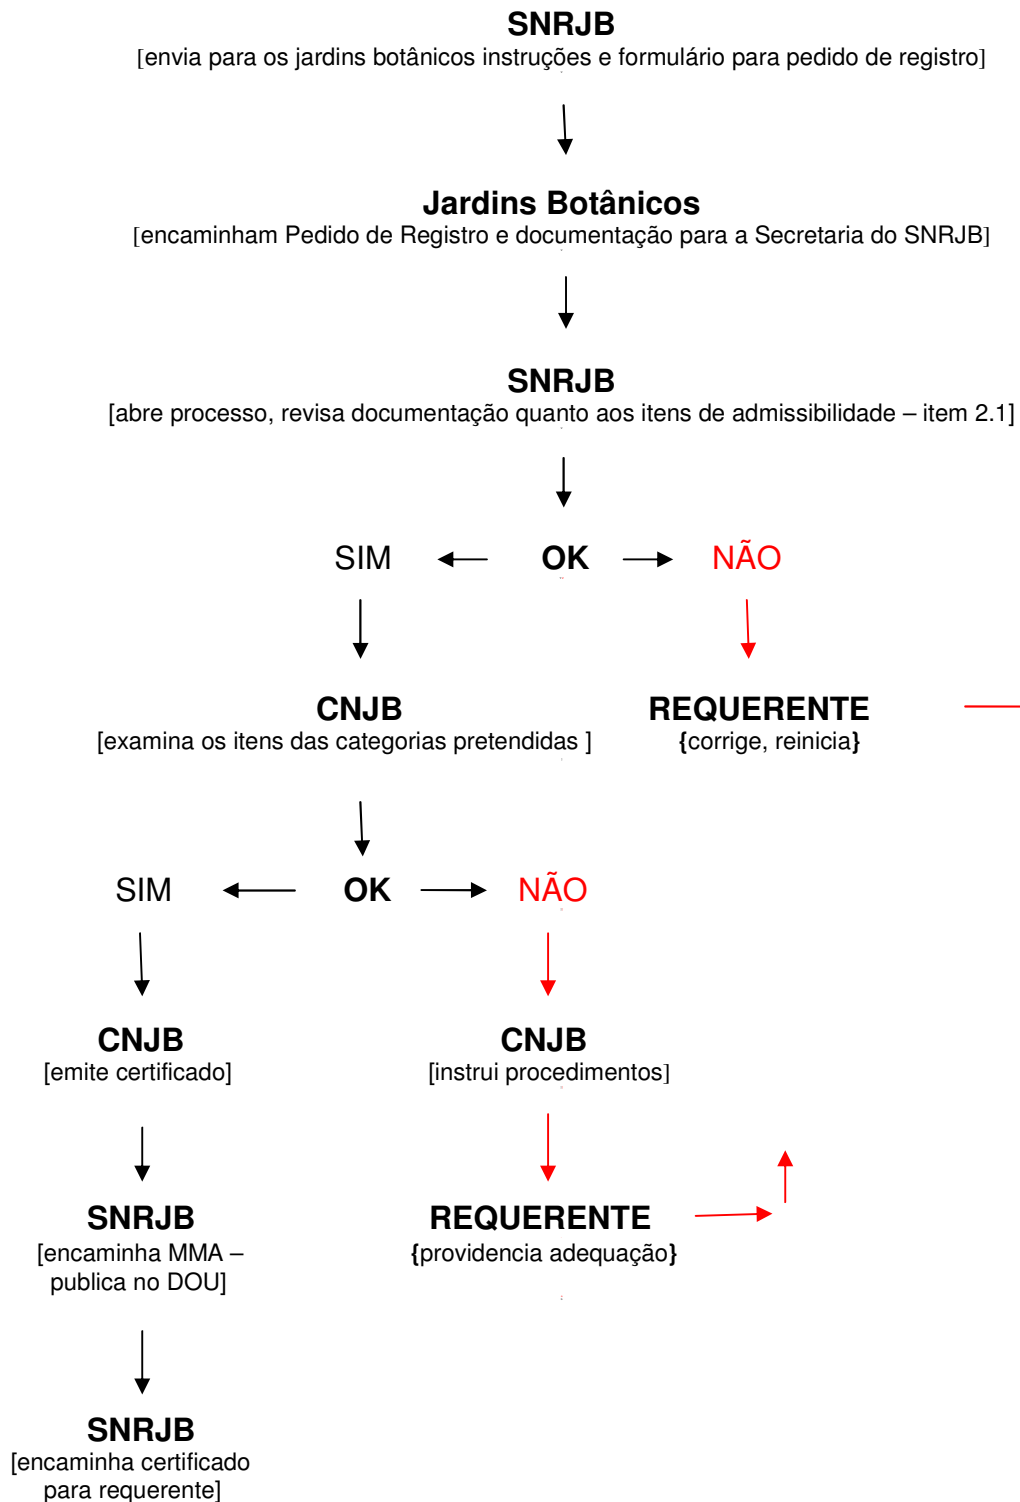 SNRJB
[envia para os jardins botânicos instruções e formulário para pedido de registro]
Jardins Botânicos
[encaminham Pedido de Registro e documentação para a Secretaria do SNRJB]
SNRJB
[abre processo, revisa documentação quanto aos itens de admissibilidade – item 2.1]
SIM OK NÃO
CNJB
[examina os itens das categorias pretendidas ]
REQUERENTE
{corrige, reinicia}
SIM OK NÃO
CNJB
[emite certificado]
CNJB
[instrui procedimentos]
SNRJB
[encaminha MMA –
publica no DOU]
REQUERENTE
{providencia adequação}
SNRJB
[encaminha certificado
para requerente]